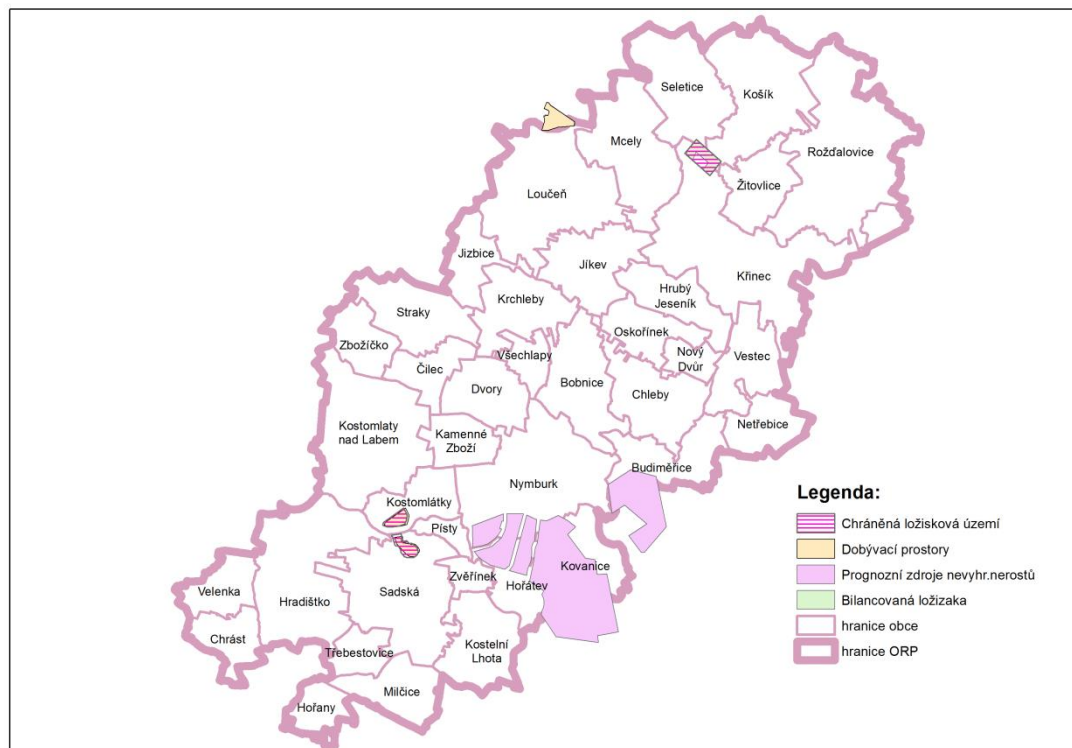 Seletice
Košík
Mcely
Rožďalovice
Žitovlice
Loučeň
Jizbice
Jíkev
Křinec
Hrubý
Jeseník
Krchleby
Straky
Oskořínek
Zbožíčko
Všechlapy
Nový
Dvůr
Vestec
Čilec
Bobnice
Dvory
Chleby
Netřebice
Kostomlaty
nad Labem
Kamenné
Zboží
Budiměřice
Nymburk
Kostomlátky
Písty
Kovanice
Zvěřínek
Hořátev
Velenka
Hradištko
Sadská
Chrást
Kostelní
Lhota
Třebestovice
Milčice
Hořany
Legenda:
Chráněná ložisková území
Dobývací prostory
Prognozní zdroje nevyhr.nerostů
Bilancovaná ložizaka
hranice obce
hranice ORP